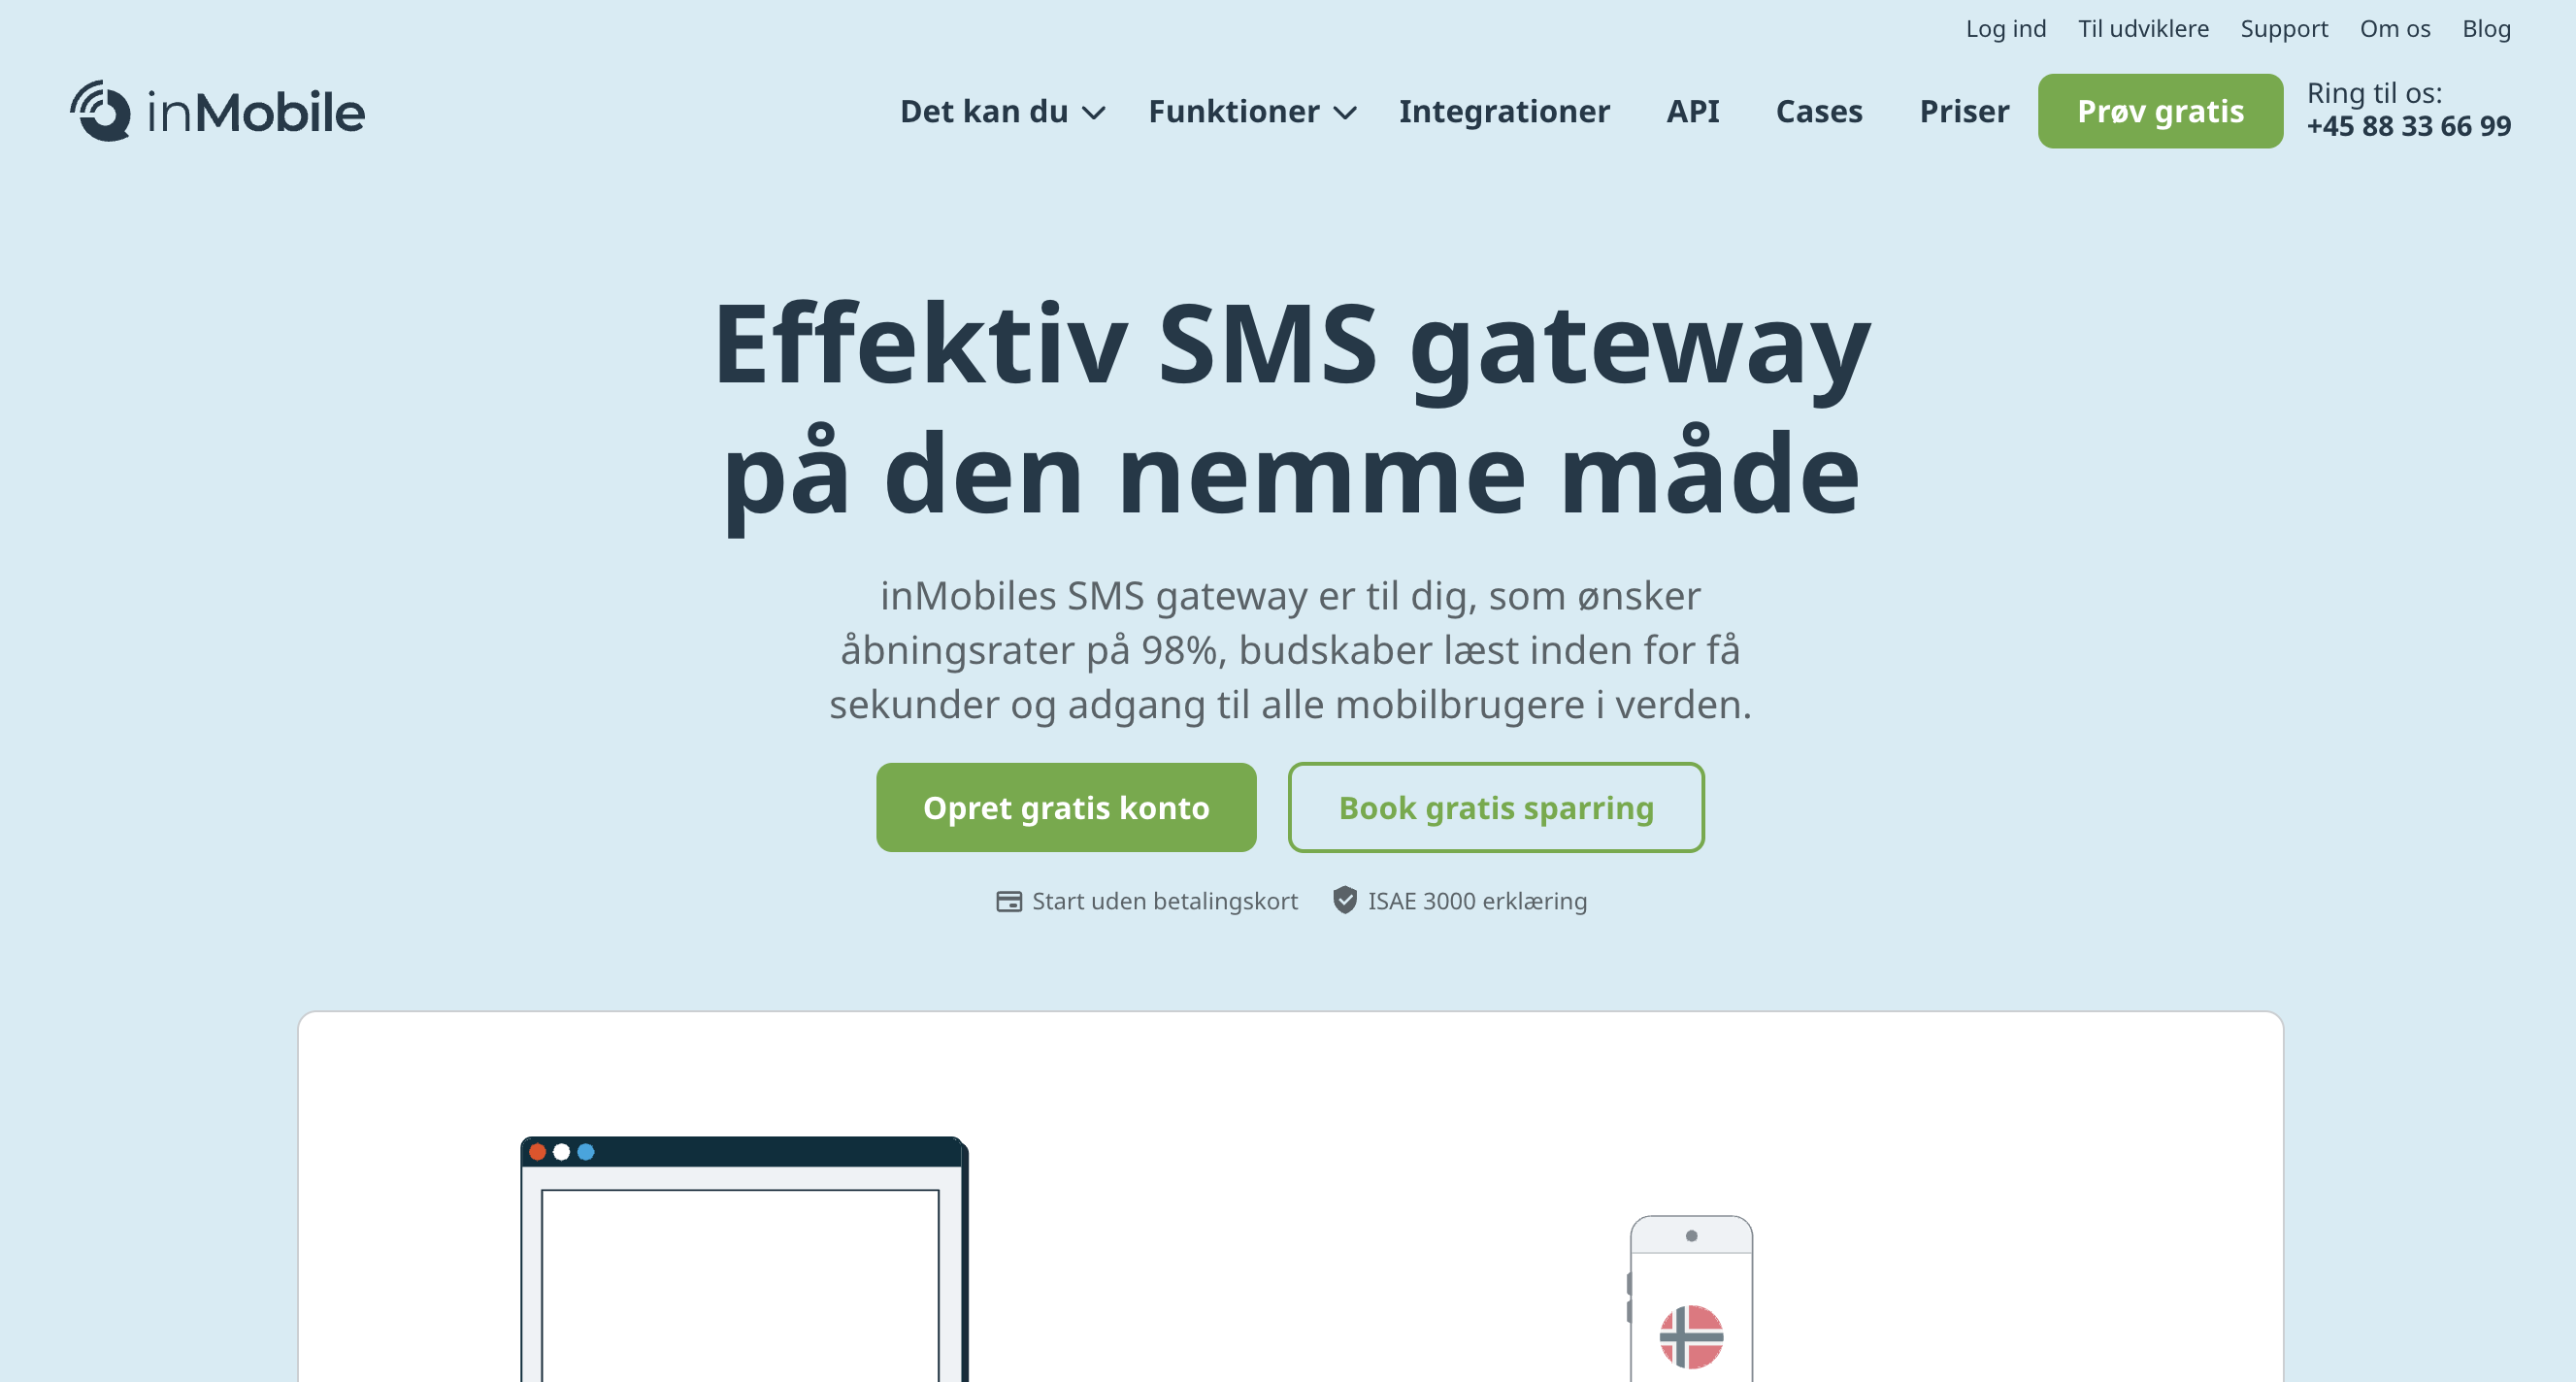 Log ind Til udviklere Support Om os Blog
inMobile
Det kan du Funktioner Integrationer API Cases Priser Prøv gratis
Ring til os:
+45 88 33 66 99
Effektiv SMS gateway
på den nemme måde
inMobiles SMS gateway er til dig, som ønsker
åbningsrater på 98%, budskaber læst inden for få
sekunder og adgang til alle mobilbrugere i verden.
Opret gratis konto Book gratis sparring
Start uden betalingskort ISAE 3000 erklæring